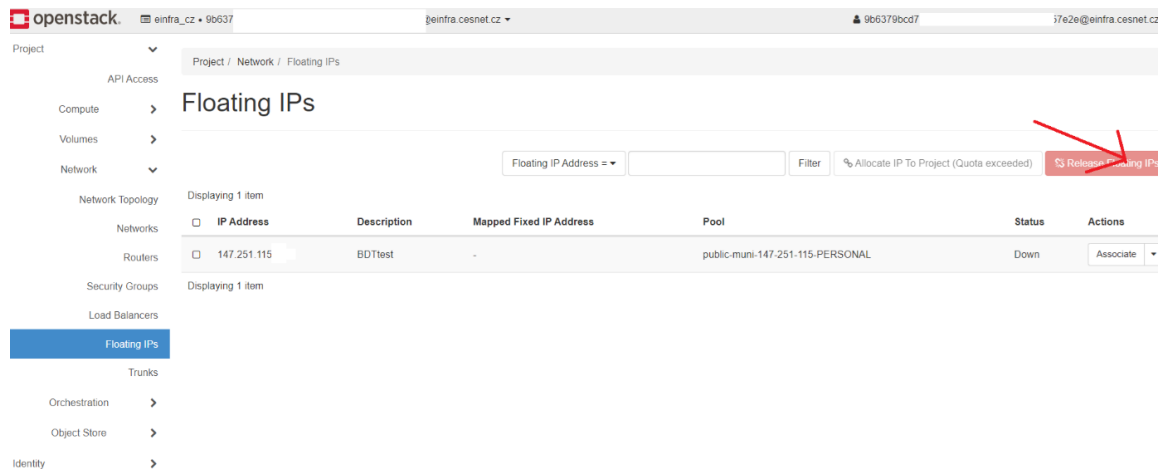 openstack. einfra_cz • 9b637 @einfra.cesnet.cz 9b6379bcd7 57e2e@einfra.cesnet.cz
Project
Project / Network / Floating IPs
API Access
Floating IPs
Compute
Volumes
Floating IP Address = Filter Allocate IP To Project (Quota exceeded) Release Floating IPs
Network
Network Topology
Displaying 1 item
IP Address Description Mapped Fixed IP Address Pool Status Actions
Networks
Routers
147.251.115 BDTtest - public-muni-147-251-115-PERSONAL Down Associate
Security Groups
Displaying 1 item
Load Balancers
Floating IPs
Trunks
Orchestration
Object Store
Identity